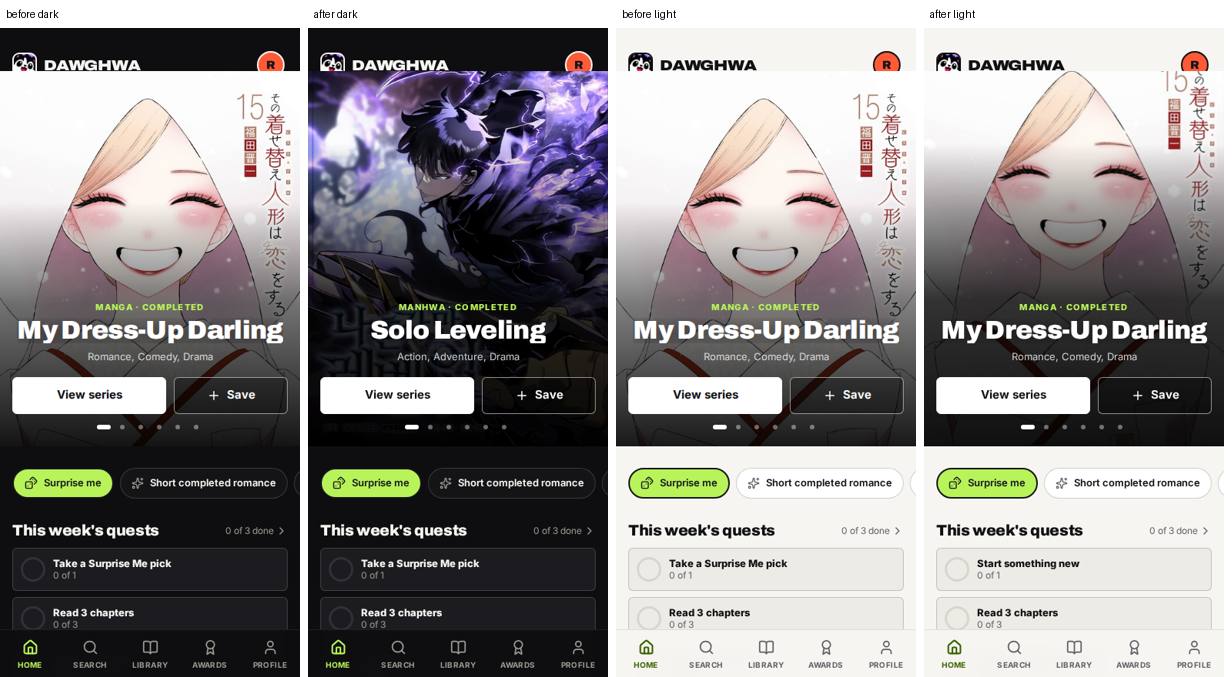 before dark
DAWGHWA
R
15
その着せ替え人形は恋をする
福田晋一
MANGA · COMPLETED
My Dress-Up Darling
Romance, Comedy, Drama
View series
+ Save
Surprise me
Short completed romance
This week's quests
0 of 3 done
Take a Surprise Me pick
0 of 1
Read 3 chapters
0 of 3
HOME
SEARCH
LIBRARY
AWARDS
PROFILE
after dark
DAWGHWA
R
MANHWA · COMPLETED
Solo Leveling
Action, Adventure, Drama
View series
+ Save
Surprise me
Short completed romance
This week's quests
0 of 3 done
Take a Surprise Me pick
0 of 1
Read 3 chapters
0 of 3
HOME
SEARCH
LIBRARY
AWARDS
PROFILE
before light
DAWGHWA
R
15
その着せ替え人形は恋をする
福田晋一
MANGA · COMPLETED
My Dress-Up Darling
Romance, Comedy, Drama
View series
+ Save
Surprise me
Short completed romance
This week's quests
0 of 3 done
Take a Surprise Me pick
0 of 1
Read 3 chapters
0 of 3
HOME
SEARCH
LIBRARY
AWARDS
PROFILE
after light
DAWGHWA
R
15
その着せ替え人形は恋をする
福田晋一
MANGA · COMPLETED
My Dress-Up Darling
Romance, Comedy, Drama
View series
+ Save
Surprise me
Short completed romance
This week's quests
0 of 3 done
Start something new
0 of 1
Read 3 chapters
0 of 3
HOME
SEARCH
LIBRARY
AWARDS
PROFILE